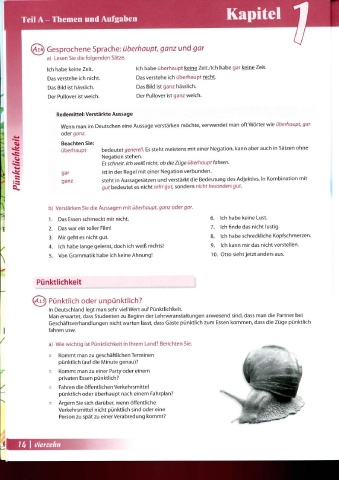 Teil A – Themen und Aufgaben
Kapitel 1
Gesprochene Sprache: überhaupt, ganz und gar
a) Lesen Sie die folgenden Sätze.
Ich habe keine Zeit.
Ich habe überhaupt keine Zeit./Ich habe gar keine Zeit.
Das verstehe ich nicht.
Das verstehe ich überhaupt nicht.
Das Bild ist hässlich.
Das Bild ist ganz hässlich.
Der Pullover ist weich.
Der Pullover ist ganz weich.
Redemittel: Verstärkte Aussage
Wenn man im Deutschen eine Aussage verstärken möchte, verwendet man oft Wörter wie überhaupt, gar
oder ganz.
Beachten Sie:
überhaupt bedeutet generell. Es steht meistens mit einer Negation, kann aber auch in Sätzen ohne
Negation stehen.
Es schneit. Ich weiß nicht, ob die Züge überhaupt fahren.
gar ist in der Regel mit einer Negation verbunden.
ganz steht in Aussagesätzen und verstärkt die Bedeutung des Adjektivs. In Kombination mit
gut bedeutet es nicht sehr gut, sondern nicht besonders gut.
Pünktlichkeit
b) Verstärken Sie die Aussagen mit überhaupt, ganz oder gar.
1. Das Essen schmeckt mir nicht.
2. Das war ein toller Film!
3. Mir geht es nicht gut.
4. Ich habe lange gelernt, doch ich weiß nichts!
5. Von Grammatik habe ich keine Ahnung!
6. Ich habe keine Lust.
7. Ich finde das nicht lustig.
8. Ich habe schreckliche Kopfschmerzen.
9. Ich kann mir das nicht vorstellen.
10. Otto sieht jetzt anders aus.
Pünktlichkeit
Pünktlich oder unpünktlich?
In Deutschland legt man sehr viel Wert auf Pünktlichkeit.
Man erwartet, dass Studenten zu Beginn der Lehrveranstaltungen anwesend sind, dass man die Partner bei
Geschäftsverhandlungen nicht warten lässt, dass Gäste pünktlich zum Essen kommen, dass die Züge pünktlich
fahren usw.
a) Wie wichtig ist Pünktlichkeit in Ihrem Land? Berichten Sie.
Kommt man zu geschäftlichen Terminen
pünktlich (auf die Minute genau)?
Kommt man zu einer Party oder einem
privaten Essen pünktlich?
Fahren die öffentlichen Verkehrsmittel
pünktlich oder überhaupt nach einem Fahrplan?
Ärgern Sie sich darüber, wenn öffentliche
Verkehrsmittel nicht pünktlich sind oder eine
Person zu spät zu einer Verabredung kommt?
14 | vierzehn